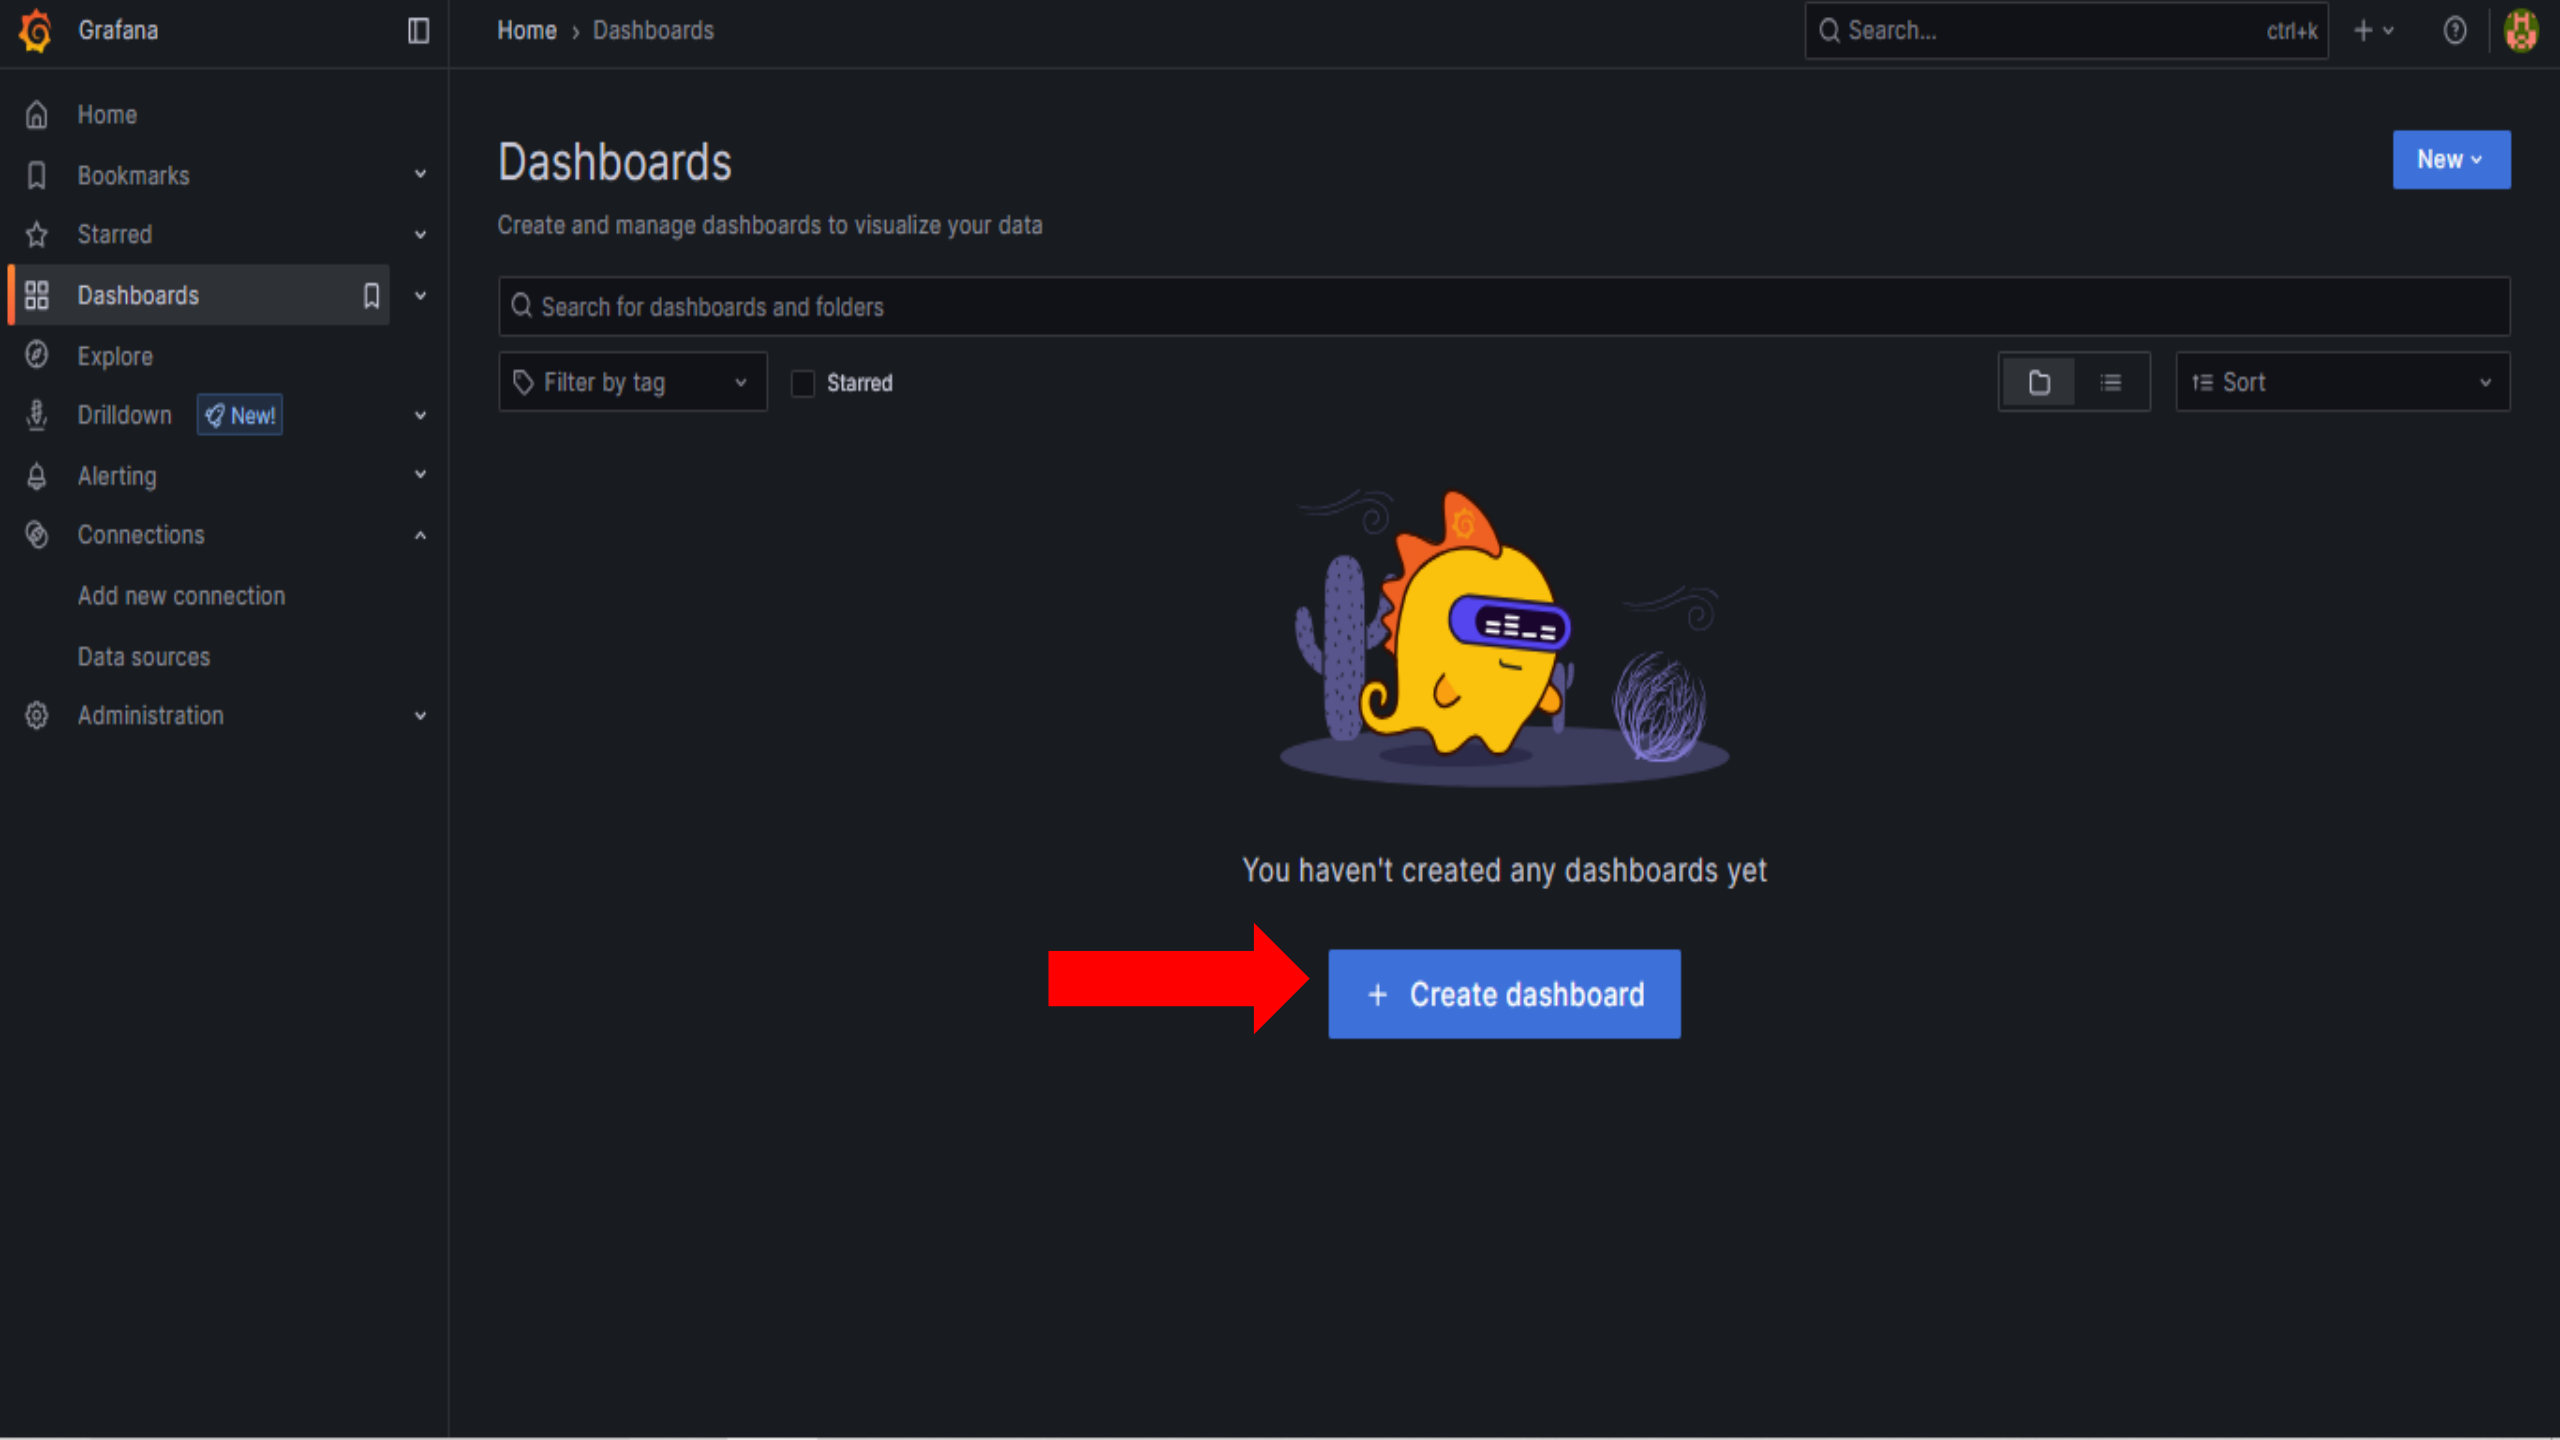 Grafana
Home › Dashboards
Search... ctrl+k
Home
Bookmarks
Starred
Dashboards
Explore
Drilldown New!
Alerting
Connections
Add new connection
Data sources
Administration
Dashboards
New
Create and manage dashboards to visualize your data
Search for dashboards and folders
Filter by tag
Starred
Sort
You haven't created any dashboards yet
+ Create dashboard